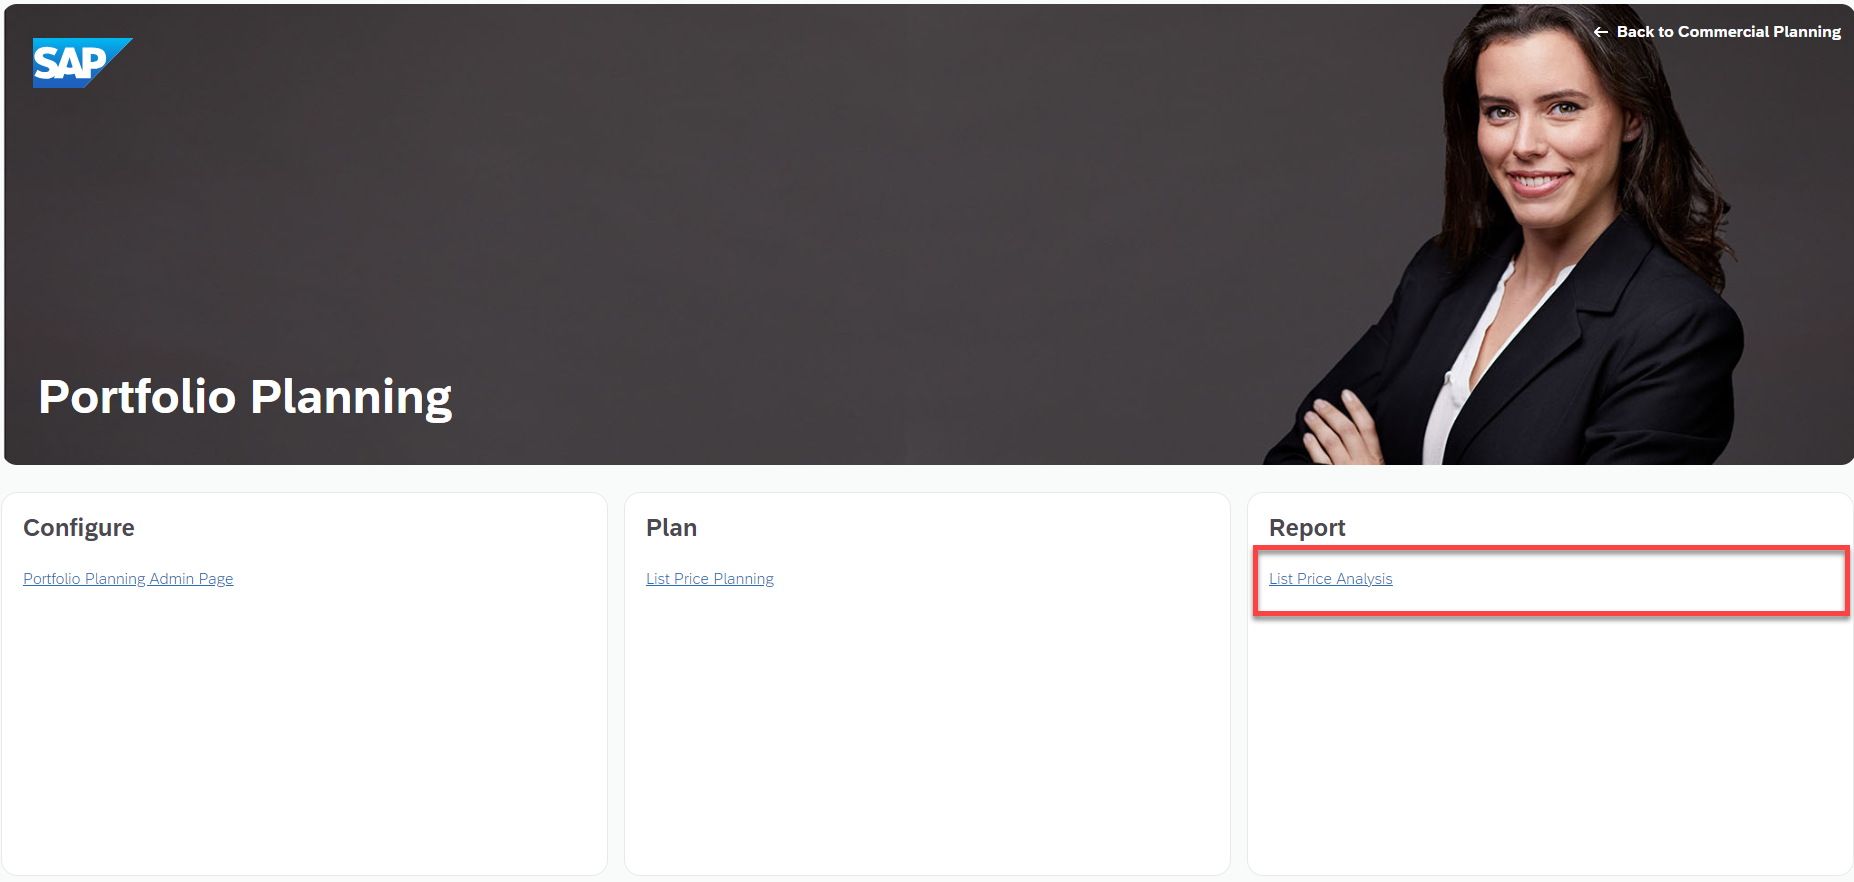 SAP
← Back to Commercial Planning
Portfolio Planning
Configure
Portfolio Planning Admin Page
Plan
List Price Planning
Report
List Price Analysis